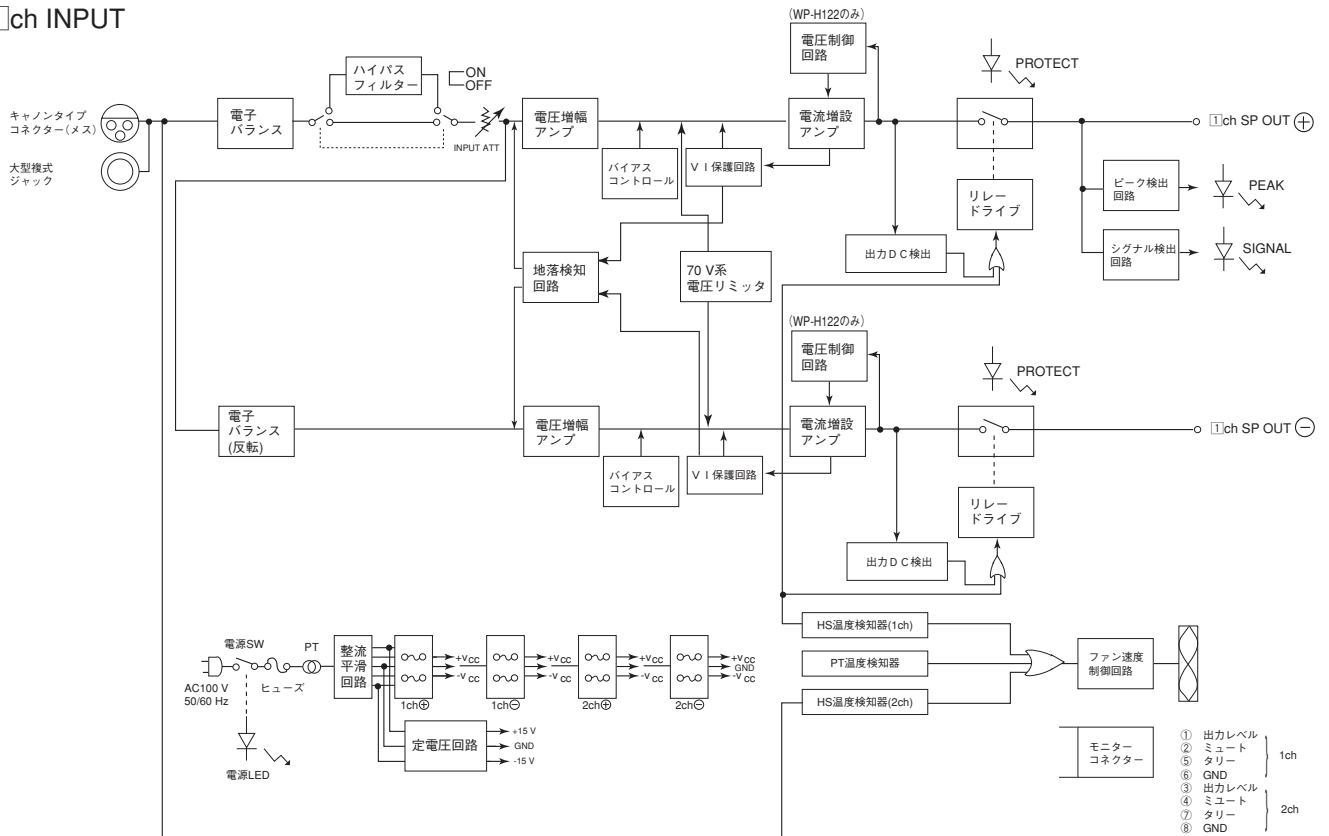 1ch INPUT
キャノンタイプ
コネクター(メス)
大型複式
ジャック
電子
バランス
ハイパス
フィルター
ON
OFF
INPUT ATT
電圧増幅
アンプ
バイアス
コントロール
VI保護回路
(WP-H122のみ)
電圧制御
回路
電流増設
アンプ
PROTECT
リレー
ドライブ
出力DC検出
1ch SP OUT ⊕
ピーク検出
回路
PEAK
シグナル検出
回路
SIGNAL
地落検知
回路
70 V系
電圧リミッタ
電子
バランス
(反転)
電圧増幅
アンプ
バイアス
コントロール
VI保護回路
(WP-H122のみ)
電圧制御
回路
電流増設
アンプ
PROTECT
リレー
ドライブ
出力DC検出
1ch SP OUT ⊖
電源SW
PT
AC100 V
50/60 Hz
ヒューズ
電源LED
整流
平滑
回路
+Vcc
-Vcc
1ch⊕
+Vcc
-Vcc
1ch⊖
+Vcc
-Vcc
2ch⊕
+Vcc
GND
-Vcc
2ch⊖
定電圧回路
+15 V
GND
-15 V
HS温度検知器(1ch)
PT温度検知器
HS温度検知器(2ch)
ファン速度
制御回路
モニター
コネクター
① 出力レベル
② ミュート
⑤ タリー
⑥ GND
1ch
③ 出力レベル
④ ミユート
⑦ タリー
⑧ GND
2ch